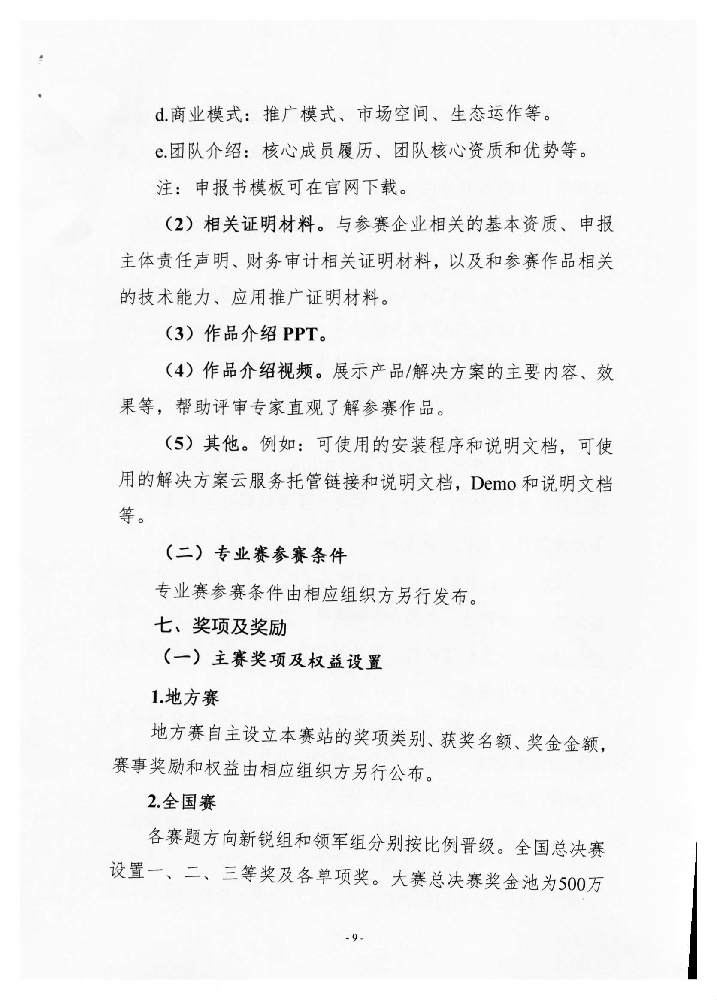 d.商业模式：推广模式、市场空间、生态运作等。
e.团队介绍：核心成员履历、团队核心资质和优势等。
注：申报书模板可在官网下载。
（2）相关证明材料。与参赛企业相关的基本资质、申报
主体责任声明、财务审计相关证明材料，以及和参赛作品相关
的技术能力、应用推广证明材料。
（3）作品介绍 PPT。
（4）作品介绍视频。展示产品/解决方案的主要内容、效
果等，帮助评审专家直观了解参赛作品。
（5）其他。例如：可使用的安装程序和说明文档，可使
用的解决方案云服务托管链接和说明文档，Demo 和说明文档
等。
（二）专业赛参赛条件
专业赛参赛条件由相应组织方另行发布。
七、奖项及奖励
（一）主赛奖项及权益设置
1.地方赛
地方赛自主设立本赛站的奖项类别、获奖名额、奖金金额，
赛事奖励和权益由相应组织方另行公布。
2.全国赛
各赛题方向新锐组和领军组分别按比例晋级。全国总决赛
设置一、二、三等奖及各单项奖。大赛总决赛奖金池为500万
- 9 -